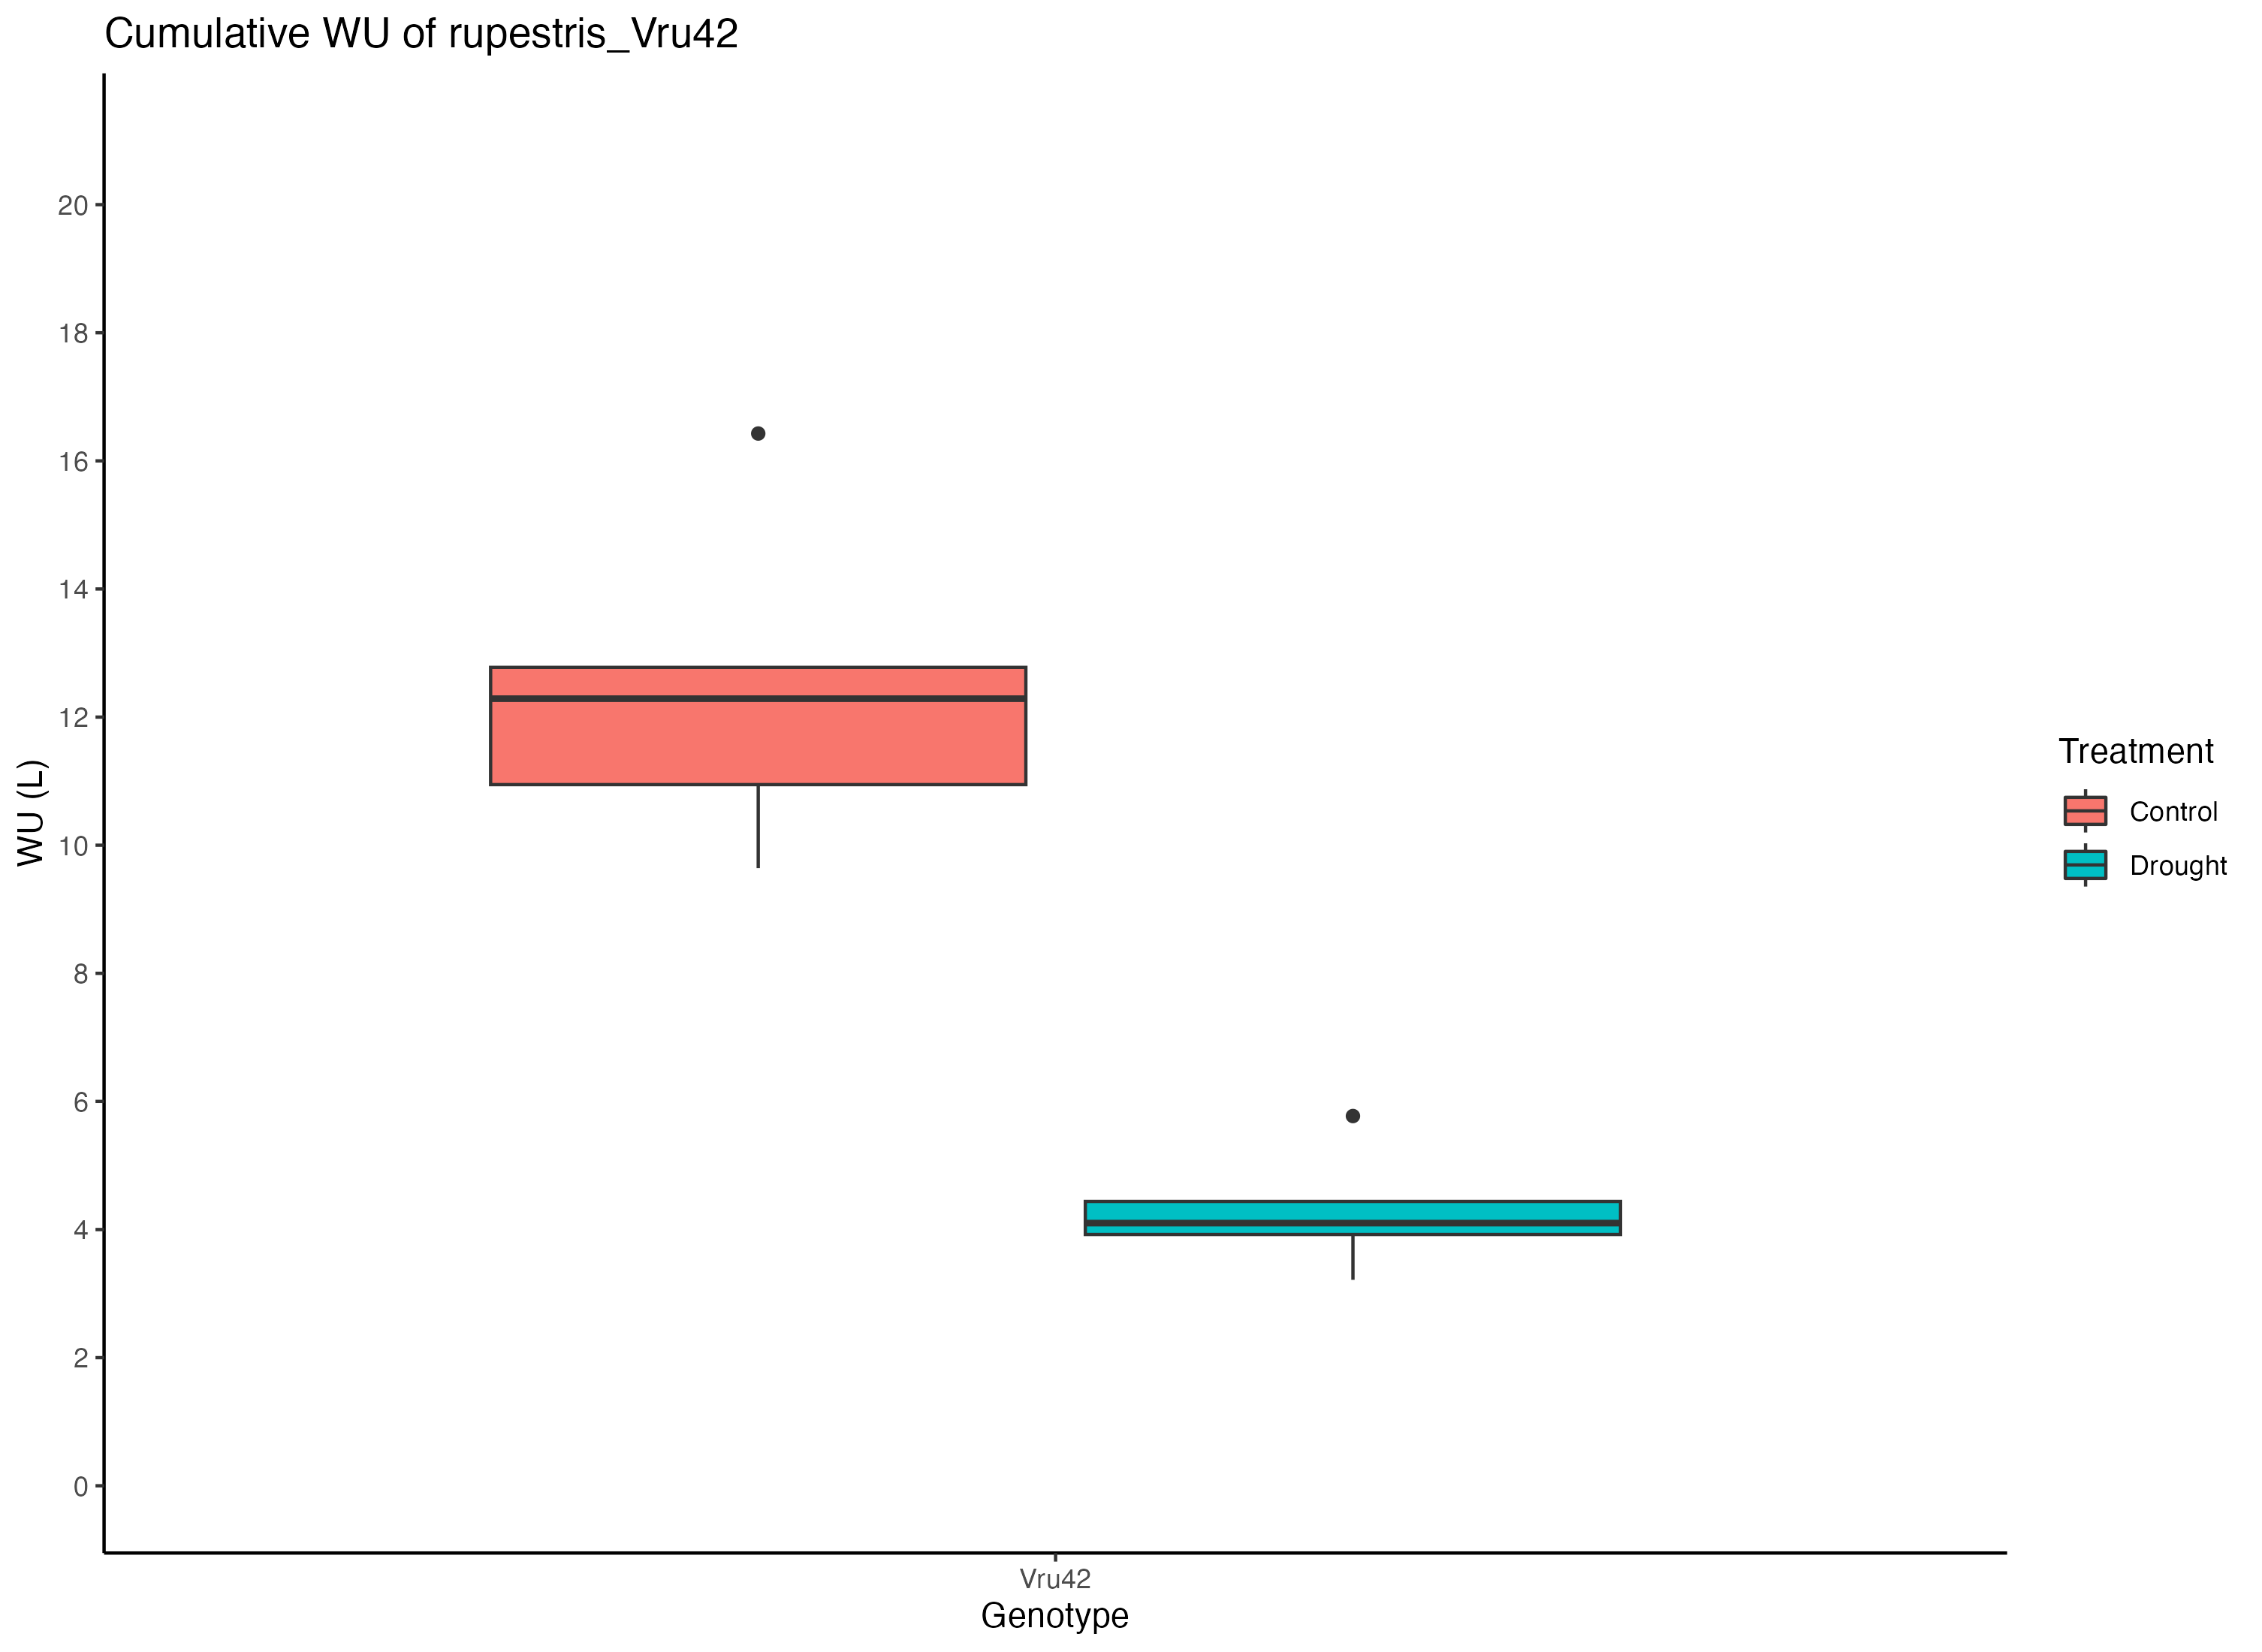 Cumulative WU of rupestris_Vru42
WU (L)
20
18
16
14
12
10
8
6
4
2
0
Vru42
Genotype
Treatment
Control
Drought